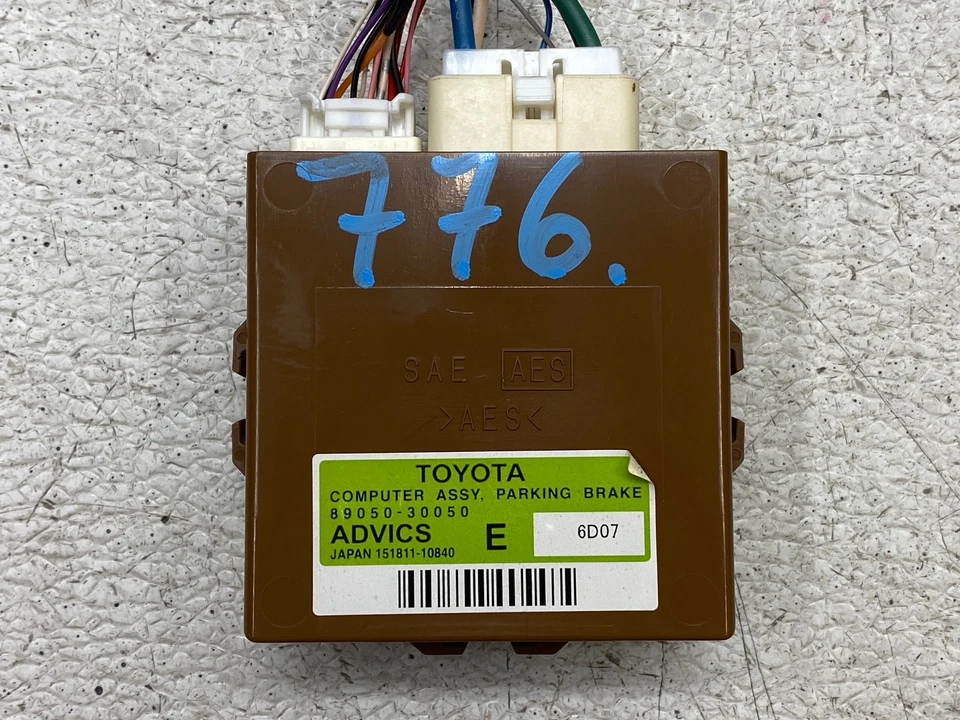 776.
SAE AES
>AES<
TOYOTA
COMPUTER ASSY, PARKING BRAKE
89050-30050
ADVICS E 6D07
JAPAN 151811-10840